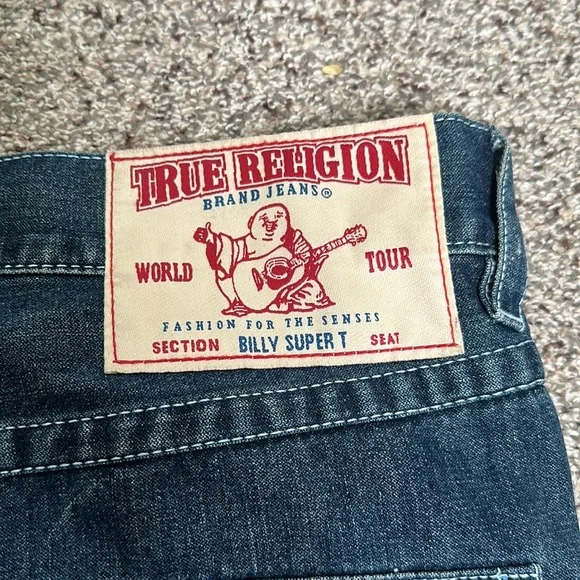 TRUE RELIGION
BRAND JEANS®
WORLD TOUR
FASHION FOR THE SENSES
SECTION BILLY SUPER T SEAT